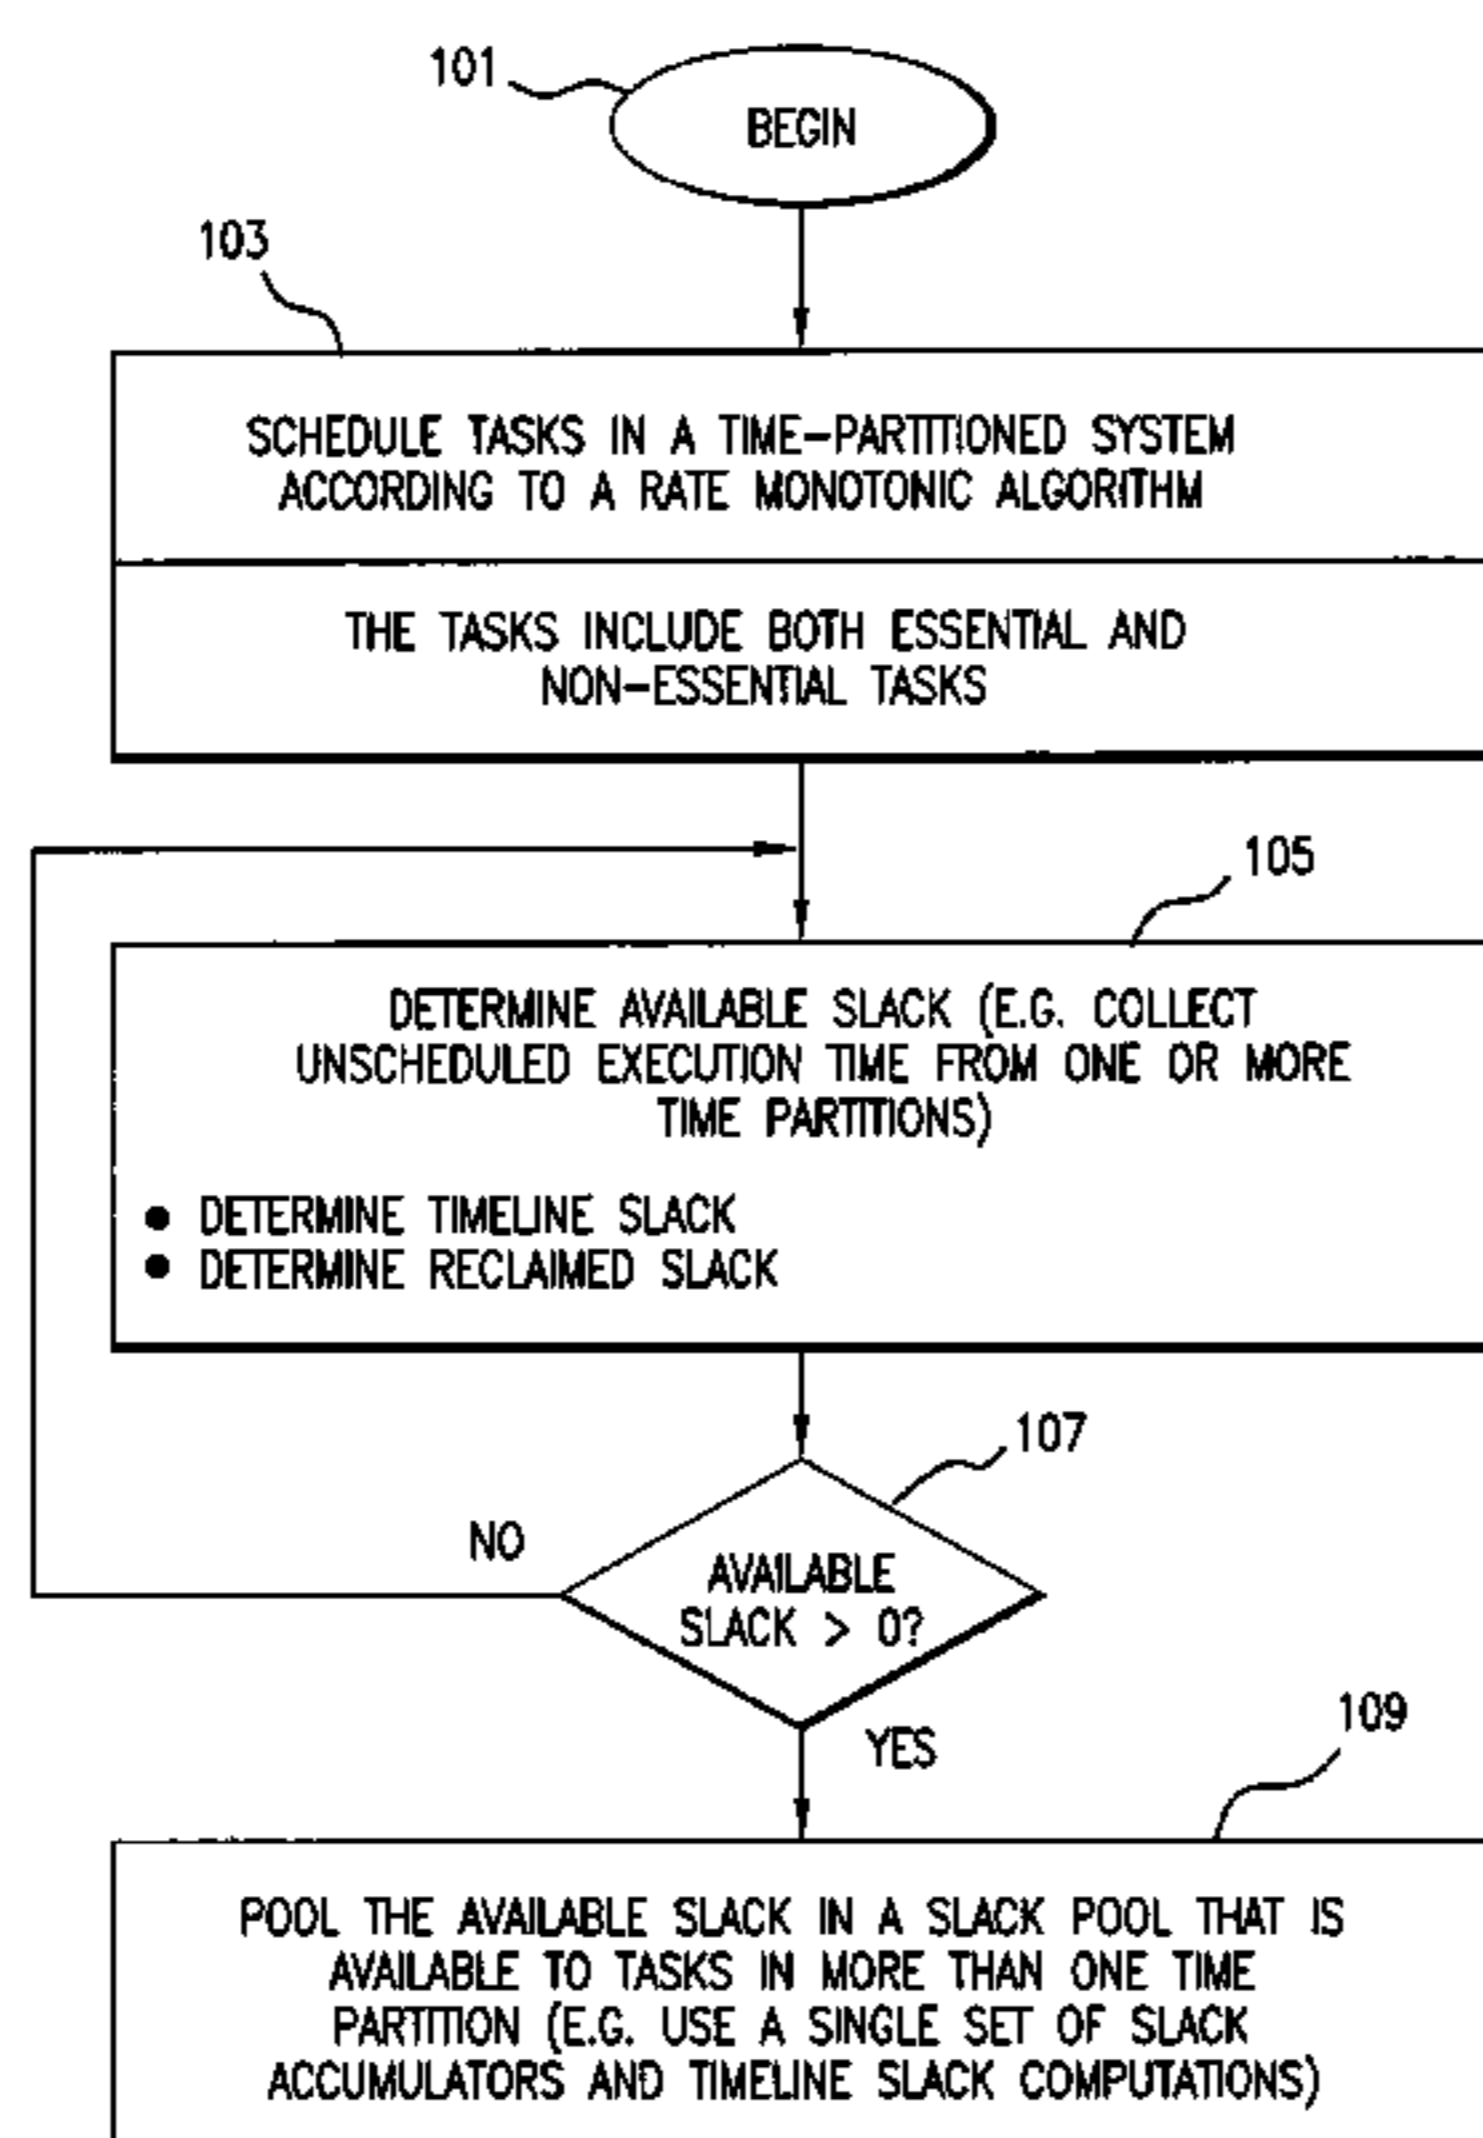 101
BEGIN
103
SCHEDULE TASKS IN A TIME-PARTITIONED SYSTEM
ACCORDING TO A RATE MONOTONIC ALGORITHM
THE TASKS INCLUDE BOTH ESSENTIAL AND
NON-ESSENTIAL TASKS
105
DETERMINE AVAILABLE SLACK (E.G. COLLECT
UNSCHEDULED EXECUTION TIME FROM ONE OR MORE
TIME PARTITIONS)
● DETERMINE TIMELINE SLACK
● DETERMINE RECLAIMED SLACK
107
NO
AVAILABLE
SLACK > 0?
YES
109
POOL THE AVAILABLE SLACK IN A SLACK POOL THAT IS
AVAILABLE TO TASKS IN MORE THAN ONE TIME
PARTITION (E.G. USE A SINGLE SET OF SLACK
ACCUMULATORS AND TIMELINE SLACK COMPUTATIONS)